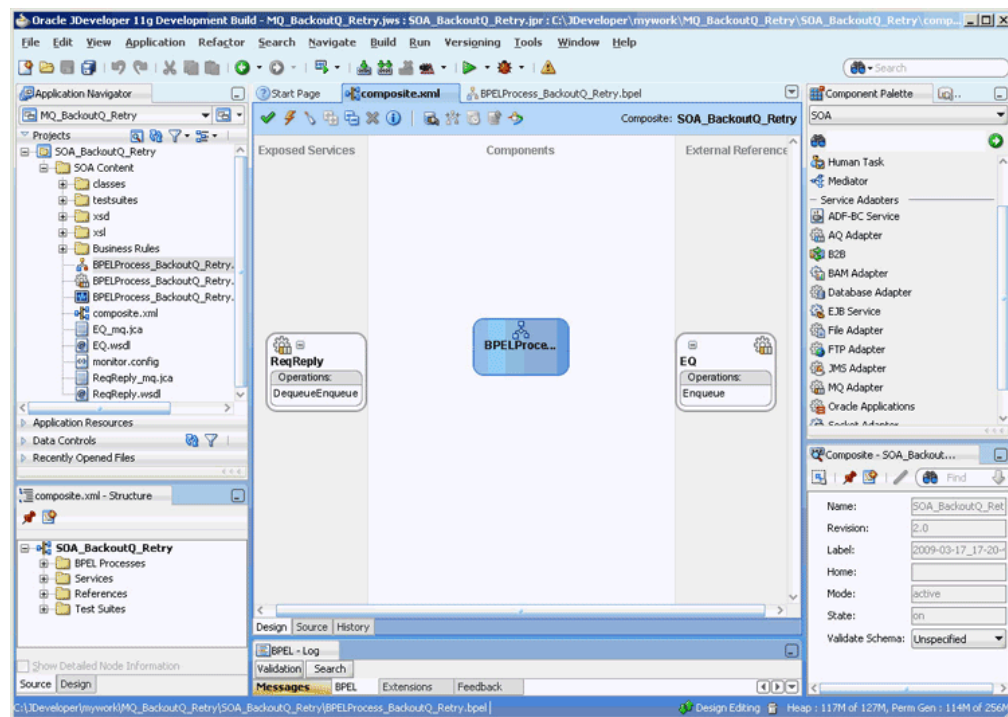 Oracle JDeveloper 11g Development Build - MQ_BackoutQ_Retry.jws : SOA_BackoutQ_Retry.jpr : C:\JDeveloper\mywork\MQ_BackoutQ_Retry\SOA_BackoutQ_Retry\comp...
File Edit View Application Refactor Search Navigate Build Run Versioning Tools Window Help
Search
Application Navigator
MQ_BackoutQ_Retry
Projects
SOA_BackoutQ_Retry
SOA Content
classes
testsuites
xsd
xsl
Business Rules
BPELProcess_BackoutQ_Retry.
BPELProcess_BackoutQ_Retry.
BPELProcess_BackoutQ_Retry.
composite.xml
EQ_mq.jca
EQ.wsdl
monitor.config
ReqReply_mq.jca
ReqReply.wsdl
Application Resources
Data Controls
Recently Opened Files
composite.xml - Structure
SOA_BackoutQ_Retry
BPEL Processes
Services
References
Test Suites
Show Detailed Node Information
Source Design
Start Page composite.xml BPELProcess_BackoutQ_Retry.bpel
Composite: SOA_BackoutQ_Retry
Exposed Services Components External Reference
ReqReply
Operations:
DequeueEnqueue
BPELProce...
EQ
Operations:
Enqueue
Design Source History
BPEL - Log
Validation Search
Messages BPEL Extensions Feedback
Component Palette
SOA
Human Task
Mediator
Service Adapters
ADF-BC Service
AQ Adapter
B2B
BAM Adapter
Database Adapter
EJB Service
File Adapter
FTP Adapter
JMS Adapter
MQ Adapter
Oracle Applications
Socket Adapter
Composite - SOA_Backout...
Find
Name: SOA_BackoutQ_Ret
Revision: 2.0
Label: 2009-03-17_17-20-
Home:
Mode: active
State: on
Validate Schema: Unspecified
C:\JDeveloper\mywork\MQ_BackoutQ_Retry\SOA_BackoutQ_Retry\BPELProcess_BackoutQ_Retry.bpel
Design Editing Heap : 117M of 127M, Perm Gen : 114M of 256M